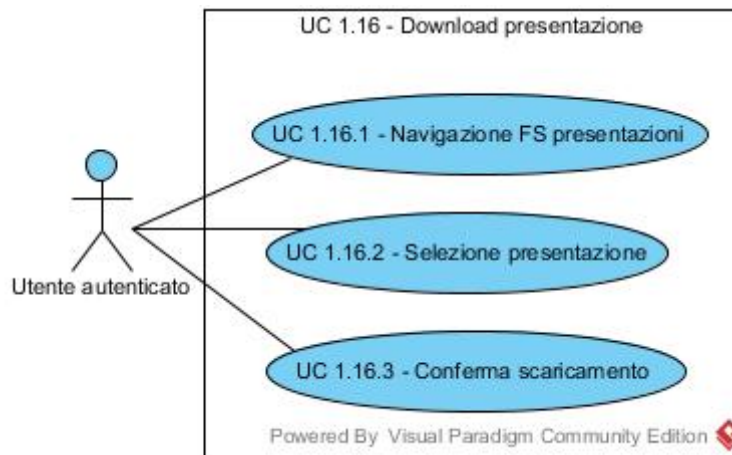 UC 1.16 - Download presentazione
UC 1.16.1 - Navigazione FS presentazioni
UC 1.16.2 - Selezione presentazione
Utente autenticato
UC 1.16.3 - Conferma scaricamento
Powered By Visual Paradigm Community Edition